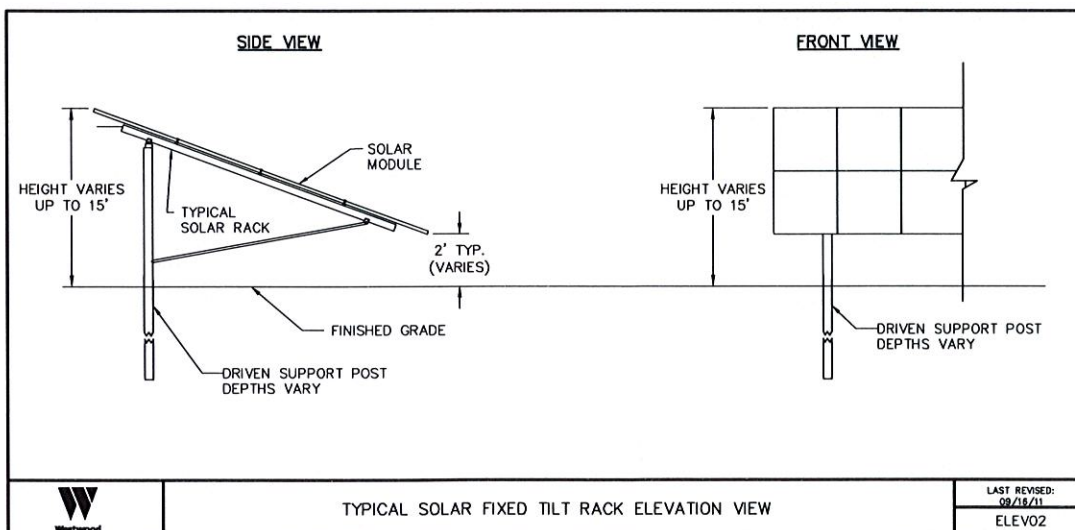 SIDE VIEW
FRONT VIEW
HEIGHT VARIES
UP TO 15'
SOLAR
MODULE
TYPICAL
SOLAR RACK
2' TYP.
(VARIES)
FINISHED GRADE
DRIVEN SUPPORT POST
DEPTHS VARY
HEIGHT VARIES
UP TO 15'
DRIVEN SUPPORT POST
DEPTHS VARY
Westwood
TYPICAL SOLAR FIXED TILT RACK ELEVATION VIEW
LAST REVISED:
09/16/11
ELEV02